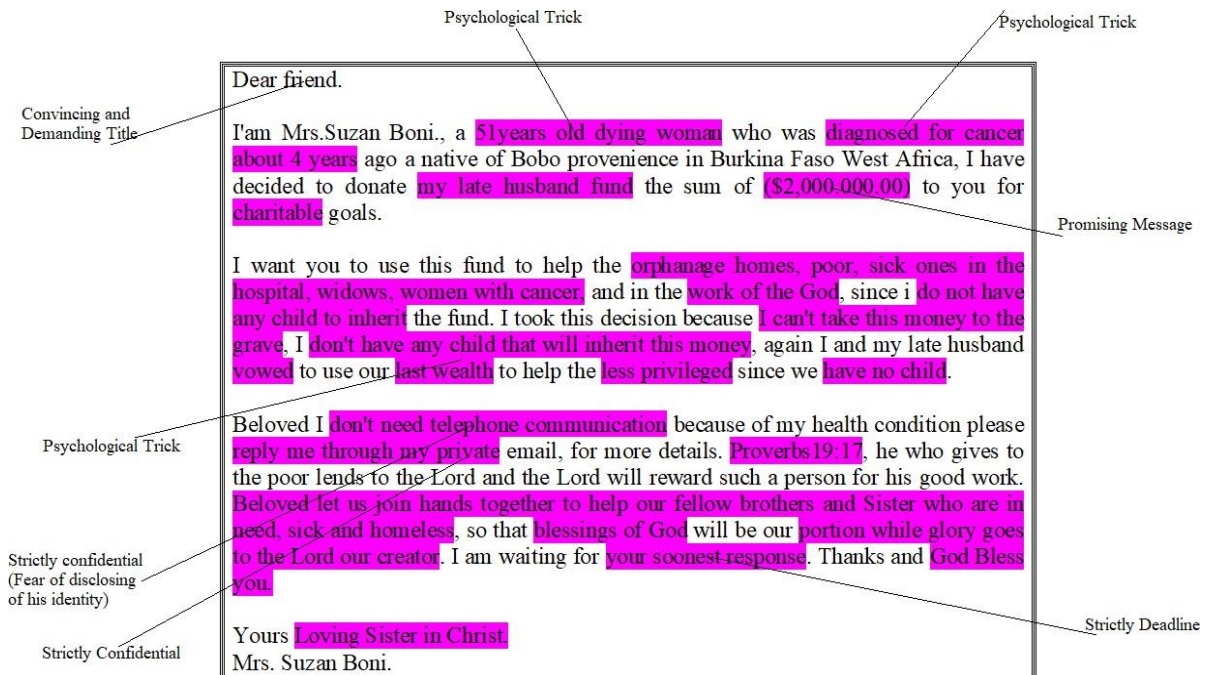 Psychological Trick
Psychological Trick
Dear friend.
Convincing and
Demanding Title
I'am Mrs.Suzan Boni., a 51years old dying woman who was diagnosed for cancer
about 4 years ago a native of Bobo provenience in Burkina Faso West Africa, I have
decided to donate my late husband fund the sum of ($2,000.000.00) to you for
charitable goals.
Promising Message
I want you to use this fund to help the orphanage homes, poor, sick ones in the
hospital, widows, women with cancer, and in the work of the God, since i do not have
any child to inherit the fund. I took this decision because I can't take this money to the
grave, I don't have any child that will inherit this money, again I and my late husband
vowed to use our last wealth to help the less privileged since we have no child.
Beloved I don't need telephone communication because of my health condition please
Psychological Trick
reply me through my private email, for more details. Proverbs19:17, he who gives to
the poor lends to the Lord and the Lord will reward such a person for his good work.
Beloved let us join hands together to help our fellow brothers and Sister who are in
need, sick and homeless, so that blessings of God will be our portion while glory goes
to the Lord our creator. I am waiting for your soonest response. Thanks and God Bless
you.
Strictly confidential
(Fear of disclosing
of his identity)
Strictly Deadline
Yours Loving Sister in Christ.
Strictly Confidential
Mrs. Suzan Boni.